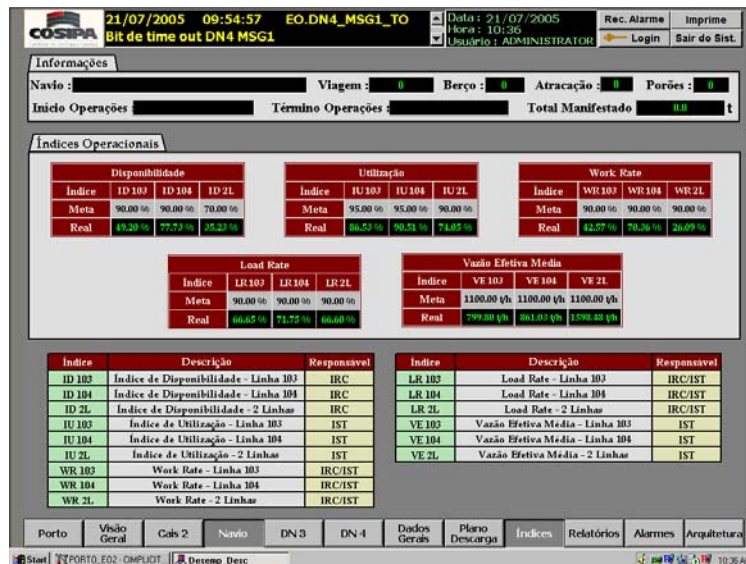 COSIPA
21/07/2005 09:54:57 EO.DN4_MSG1_TO
Bit de time out DN4 MSG1
Data: 21/07/2005
Hora: 10:36
Usuário: ADMINISTRATOR
Rec. Alarme Imprime
Login Sair do Sist.
Informações
Navio : Viagem : 0 Berço : 0 Atracação : 0 Porões : 0
Início Operações : Término Operações : Total Manifestado 0.0 t
Índices Operacionais
Disponibilidade
Índice ID 103 ID 104 ID 2L
Meta 90.00 % 90.00 % 70.00 %
Real 49.20 % 77.73 % 35.23 %
Utilização
Índice IU 103 IU 104 IU 2L
Meta 95.00 % 95.00 % 90.00 %
Real 86.53 % 90.51 % 74.05 %
Work Rate
Índice WR 103 WR 104 WR 2L
Meta 90.00 % 90.00 % 90.00 %
Real 42.57 % 70.36 % 26.09 %
Load Rate
Índice LR 103 LR 104 LR 2L
Meta 90.00 % 90.00 % 90.00 %
Real 66.65 % 71.75 % 66.60 %
Vazão Efetiva Média
Índice VE 103 VE 104 VE 2L
Meta 1100.00 t/h 1100.00 t/h 1100.00 t/h
Real 799.80 t/h 861.03 t/h 1598.48 t/h
Índice Descrição Responsável
ID 103 Índice de Disponibilidade - Linha 103 IRC
ID 104 Índice de Disponibilidade - Linha 104 IRC
ID 2L Índice de Disponibilidade - 2 Linhas IRC
IU 103 Índice de Utilização - Linha 103 IST
IU 104 Índice de Utilização - Linha 104 IST
IU 2L Índice de Utilização - 2 Linhas IST
WR 103 Work Rate - Linha 103 IRC/IST
WR 104 Work Rate - Linha 104 IRC/IST
WR 2L Work Rate - 2 Linhas IRC/IST
Índice Descrição Responsável
LR 103 Load Rate - Linha 103 IRC/IST
LR 104 Load Rate - Linha 104 IRC/IST
LR 2L Load Rate - 2 Linhas IRC/IST
VE 103 Vazão Efetiva Média - Linha 103 IST
VE 104 Vazão Efetiva Média - Linha 104 IST
VE 2L Vazão Efetiva Média - 2 Linhas IST
Porto Visão Geral Cais 2 Navio DN 3 DN 4 Dados Gerais Plano Descarga Índices Relatórios Alarmes Arquitetura
Start PORTO_E02 - CIMPLICIT Desemp_Desc 10:36 A